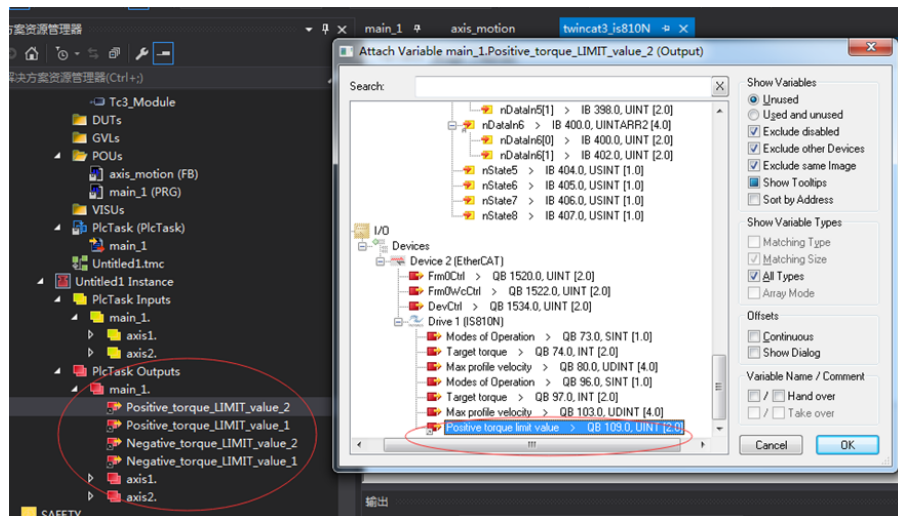 方案资源管理器
main_1
axis_motion
twincat3_is810N
解决方案资源管理器(Ctrl+;)
Tc3_Module
DUTs
GVLs
POUs
axis_motion (FB)
main_1 (PRG)
VISUs
PlcTask (PlcTask)
main_1
Untitled1.tmc
Untitled1 Instance
PlcTask Inputs
main_1.
axis1.
axis2.
PlcTask Outputs
main_1.
Positive_torque_LIMIT_value_2
Positive_torque_LIMIT_value_1
Negative_torque_LIMIT_value_2
Negative_torque_LIMIT_value_1
axis1.
axis2.
SAFETY
Attach Variable main_1.Positive_torque_LIMIT_value_2 (Output)
Search:
nDataIn5[1] > IB 398.0, UINT [2.0]
nDataIn6 > IB 400.0, UINTARR2 [4.0]
nDataIn6[0] > IB 400.0, UINT [2.0]
nDataIn6[1] > IB 402.0, UINT [2.0]
nState5 > IB 404.0, USINT [1.0]
nState6 > IB 405.0, USINT [1.0]
nState7 > IB 406.0, USINT [1.0]
nState8 > IB 407.0, USINT [1.0]
I/O
Devices
Device 2 (EtherCAT)
Frm0Ctrl > QB 1520.0, UINT [2.0]
Frm0WcCtrl > QB 1522.0, UINT [2.0]
DevCtrl > QB 1534.0, UINT [2.0]
Drive 1 (IS810N)
Modes of Operation > QB 73.0, SINT [1.0]
Target torque > QB 74.0, INT [2.0]
Max profile velocity > QB 80.0, UDINT [4.0]
Modes of Operation > QB 96.0, SINT [1.0]
Target torque > QB 97.0, INT [2.0]
Max profile velocity > QB 103.0, UDINT [4.0]
Positive torque limit value > QB 109.0, UINT [2.0]
Show Variables
Unused
Used and unused
Exclude disabled
Exclude other Devices
Exclude same Image
Show Tooltips
Sort by Address
Show Variable Types
Matching Type
Matching Size
All Types
Array Mode
Offsets
Continuous
Show Dialog
Variable Name / Comment
/ Hand over
/ Take over
Cancel
OK
输出